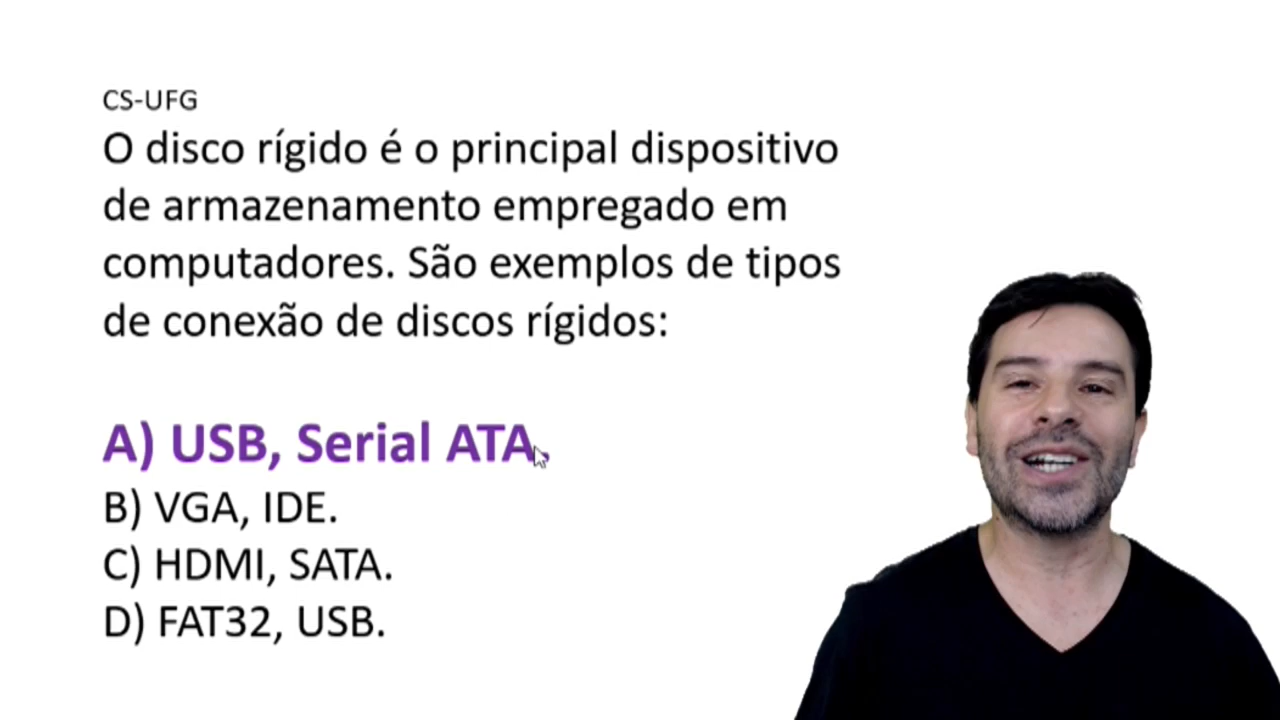 CS-UFG
O disco rígido é o principal dispositivo
de armazenamento empregado em
computadores. São exemplos de tipos
de conexão de discos rígidos:
A) USB, Serial ATA.
B) VGA, IDE.
C) HDMI, SATA.
D) FAT32, USB.